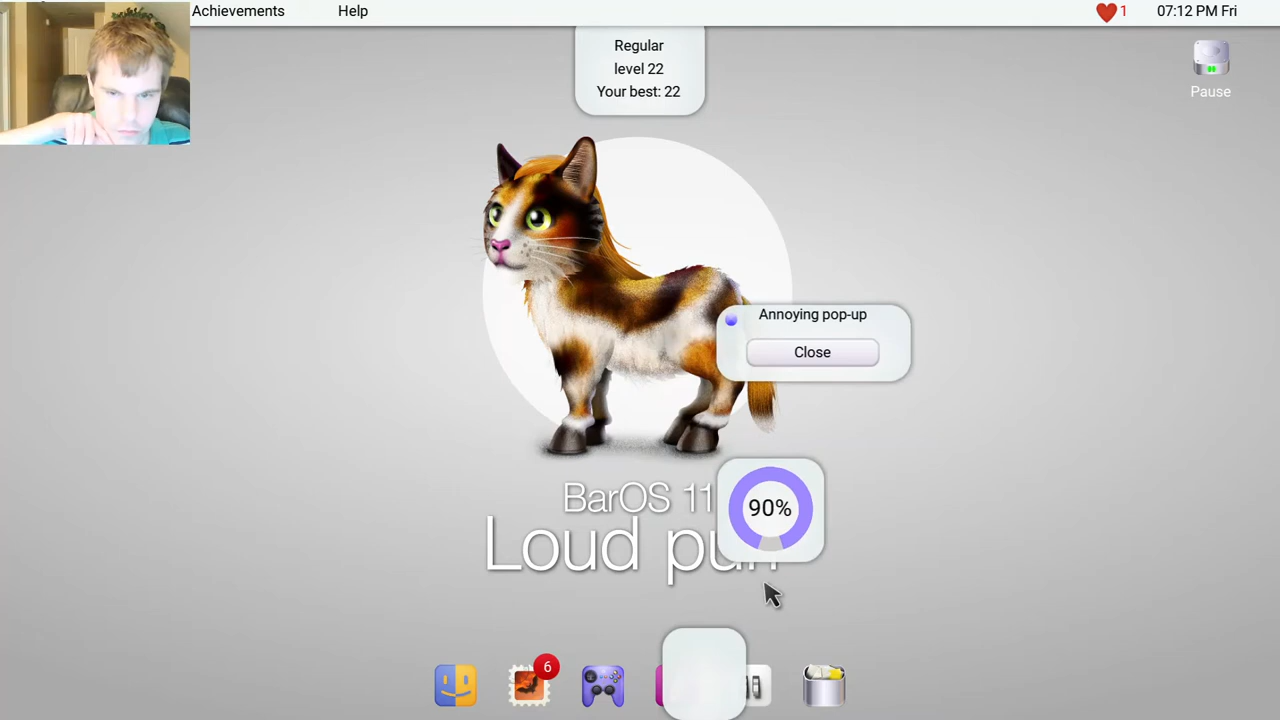 Achievements
Help
1
07:12 PM Fri
Regular
level 22
Your best: 22
Pause
Annoying pop-up
Close
90%
BarOS 11
Loud purr
6